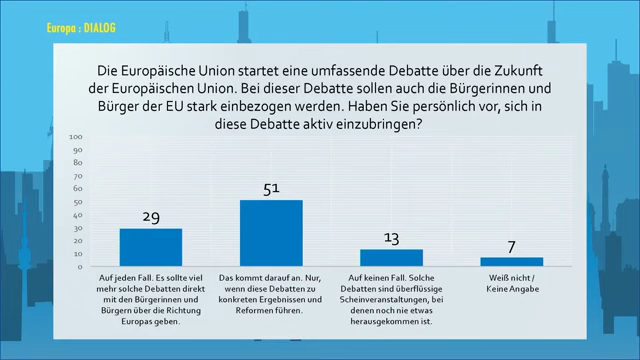 Europa : DIALOG
Die Europäische Union startet eine umfassende Debatte über die Zukunft
der Europäischen Union. Bei dieser Debatte sollen auch die Bürgerinnen und
Bürger der EU stark einbezogen werden. Haben Sie persönlich vor, sich in
diese Debatte aktiv einzubringen?
100
90
80
70
60
50
40
30
20
10
0
29
51
13
7
Auf jeden Fall. Es sollte viel
mehr solche Debatten direkt
mit den Bürgerinnen und
Bürgern über die Richtung
Europas geben.
Das kommt darauf an. Nur,
wenn diese Debatten zu
konkreten Ergebnissen und
Reformen führen.
Auf keinen Fall. Solche
Debatten sind überflüssige
Scheinveranstaltungen, bei
denen noch nie etwas
herausgekommen ist.
Weiß nicht /
Keine Angabe